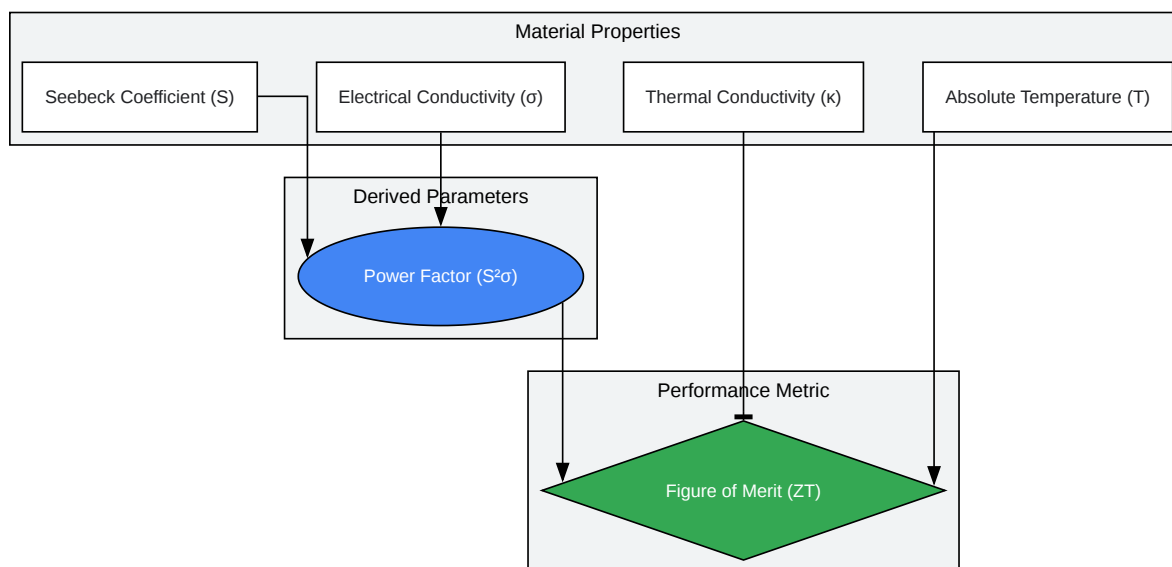 Material Properties
Seebeck Coefficient (S)
Electrical Conductivity (σ)
Thermal Conductivity (κ)
Absolute Temperature (T)
Derived Parameters
Power Factor (S²σ)
Performance Metric
Figure of Merit (ZT)